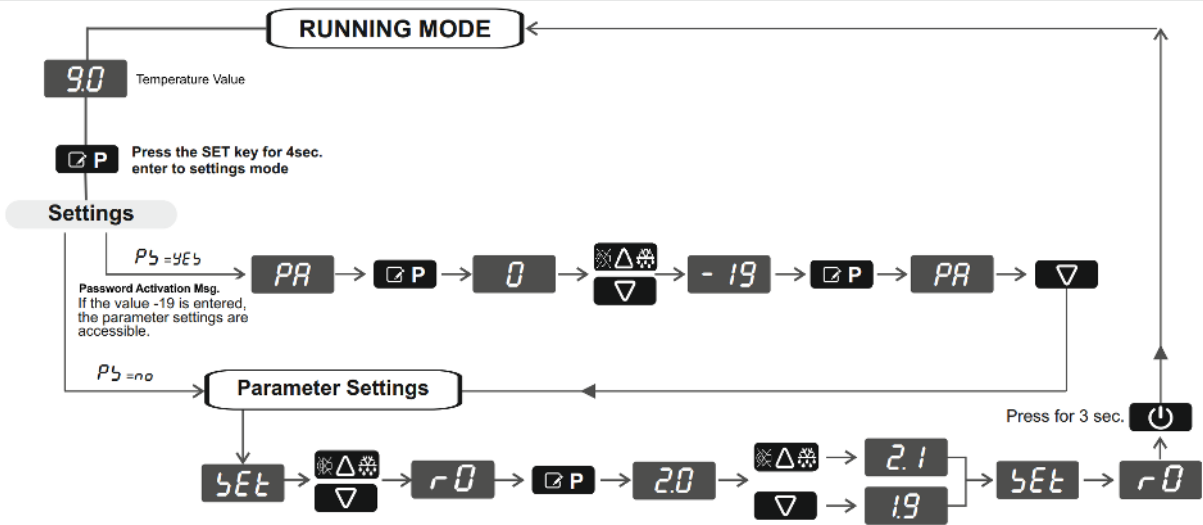 RUNNING MODE
9.0 Temperature Value
P Press the SET key for 4sec.
enter to settings mode
Settings
PS =YES
Password Activation Msg.
If the value -19 is entered,
the parameter settings are
accessible.
PA P 0 - 19 P PA
PS =no
Parameter Settings
Press for 3 sec.
SEt r0 P 2.0 2.1 1.9 SEt r0